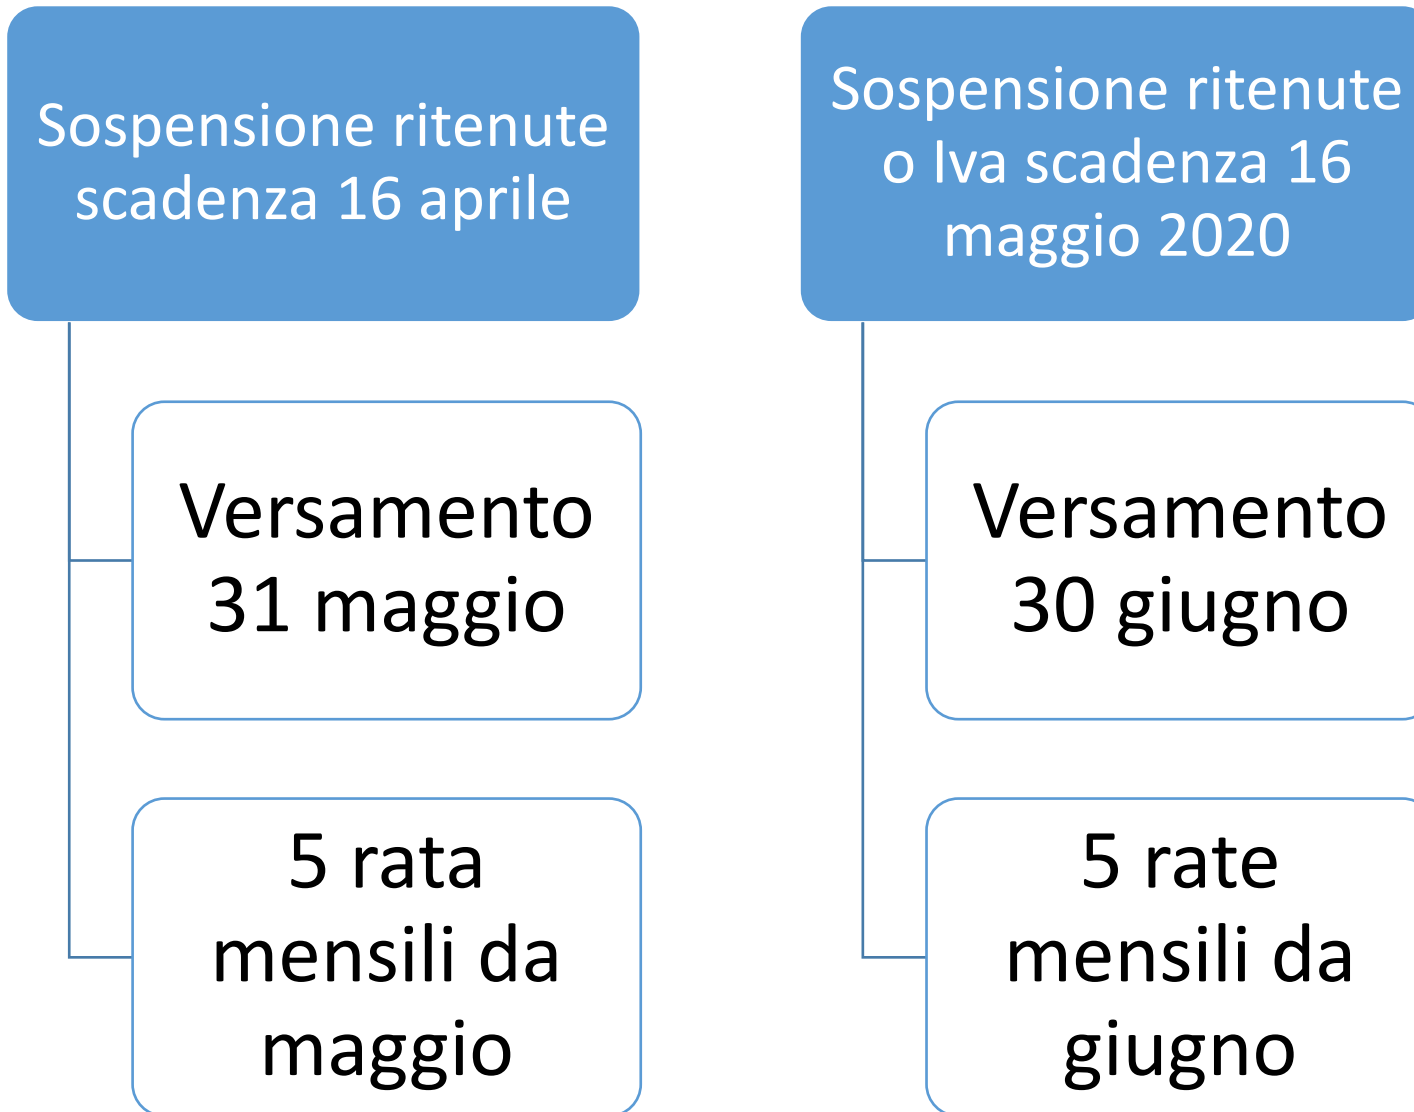 Sospensione ritenute
scadenza 16 aprile
Versamento
31 maggio
5 rata
mensili da
maggio
Sospensione ritenute
o Iva scadenza 16
maggio 2020
Versamento
30 giugno
5 rate
mensili da
giugno